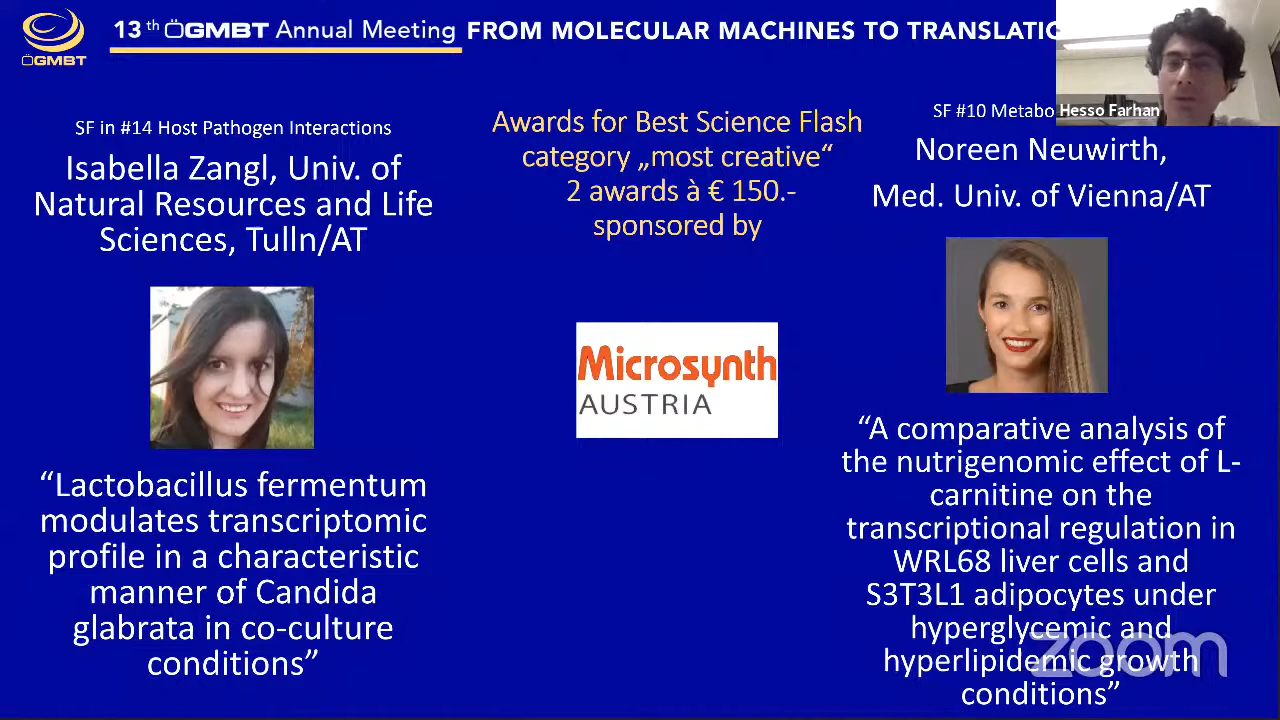 ÖGMBT
13th ÖGMBT Annual Meeting FROM MOLECULAR MACHINES TO
Hesso Farhan
SF in #14 Host Pathogen Interactions
Isabella Zangl, Univ. of
Natural Resources and Life
Sciences, Tulln/AT
“Lactobacillus fermentum
modulates transcriptomic
profile in a characteristic
manner of Candida
glabrata in co-culture
conditions”
Awards for Best Science Flash
category „most creative“
2 awards à € 150.-
sponsored by
Microsynth
AUSTRIA
SF #10
Noreen Neuwirth,
Med. Univ. of Vienna/AT
“A comparative analysis of
the nutrigenomic effect of L-
carnitine on the
transcriptional regulation in
WRL68 liver cells and
S3T3L1 adipocytes under
hyperglycemic and
hyperlipidemic growth
conditions”
zoom